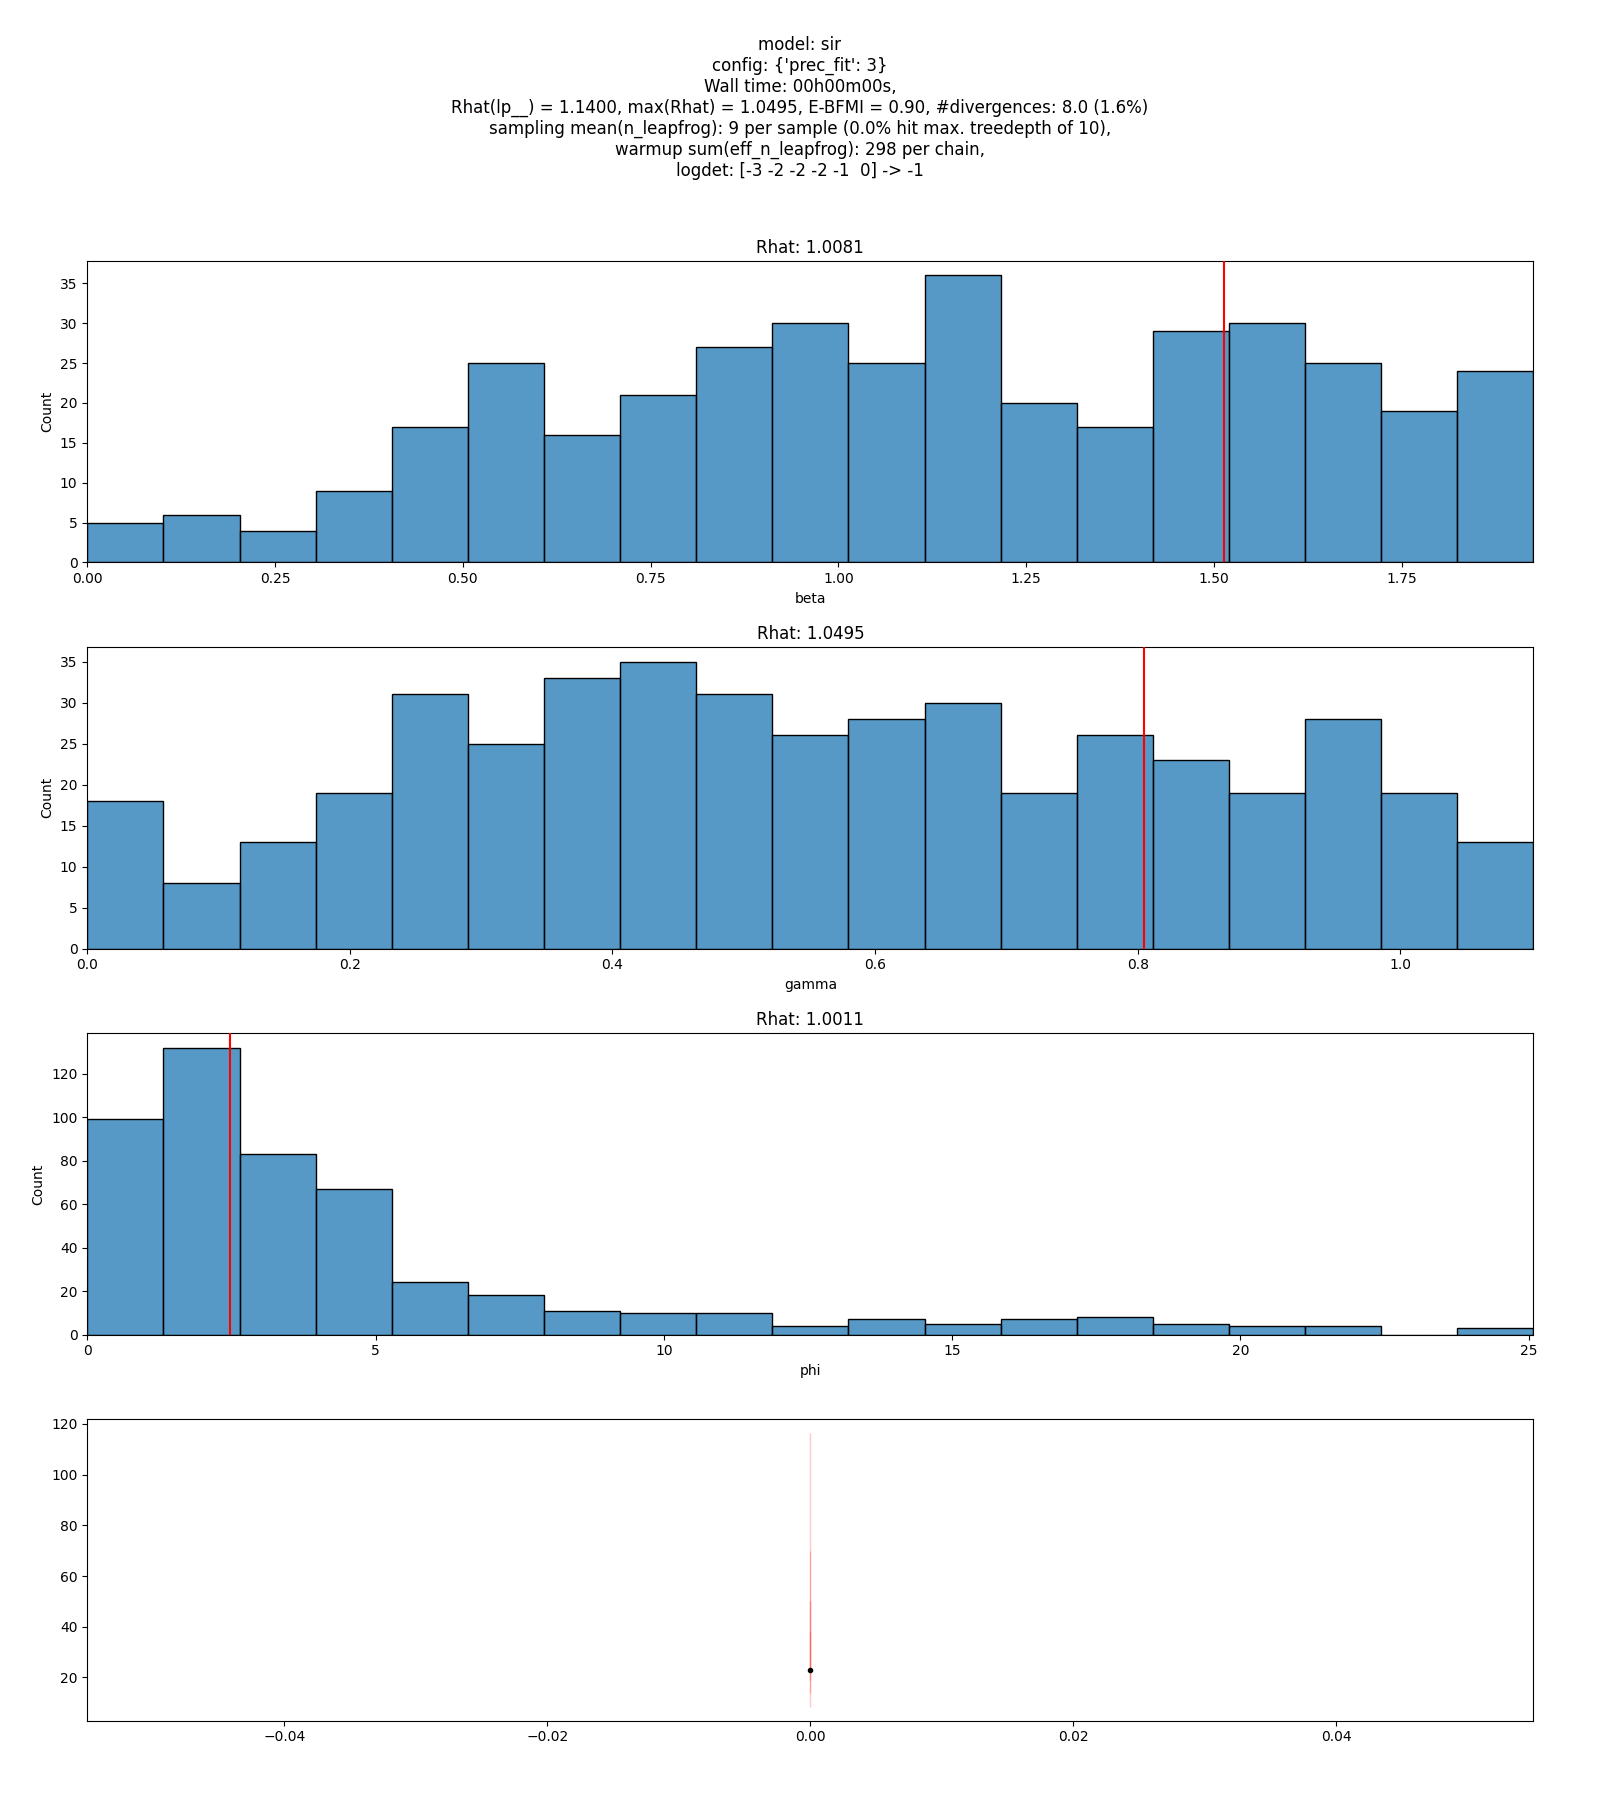 model: sir
config: {'prec_fit': 3}
Wall time: 00h00m00s,
Rhat(lp__) = 1.1400, max(Rhat) = 1.0495, E-BFMI = 0.90, #divergences: 8.0 (1.6%)
sampling mean(n_leapfrog): 9 per sample (0.0% hit max. treedepth of 10),
warmup sum(eff_n_leapfrog): 298 per chain,
logdet: [-3 -2 -2 -2 -1  0] -> -1
Rhat: 1.0081
35
30
25
20
15
10
5
0
Count
0.00 0.25 0.50 0.75 1.00 1.25 1.50 1.75
beta
Rhat: 1.0495
35
30
25
20
15
10
5
0
Count
0.0 0.2 0.4 0.6 0.8 1.0
gamma
Rhat: 1.0011
120
100
80
60
40
20
0
Count
0 5 10 15 20 25
phi
120
100
80
60
40
20
−0.04 −0.02 0.00 0.02 0.04